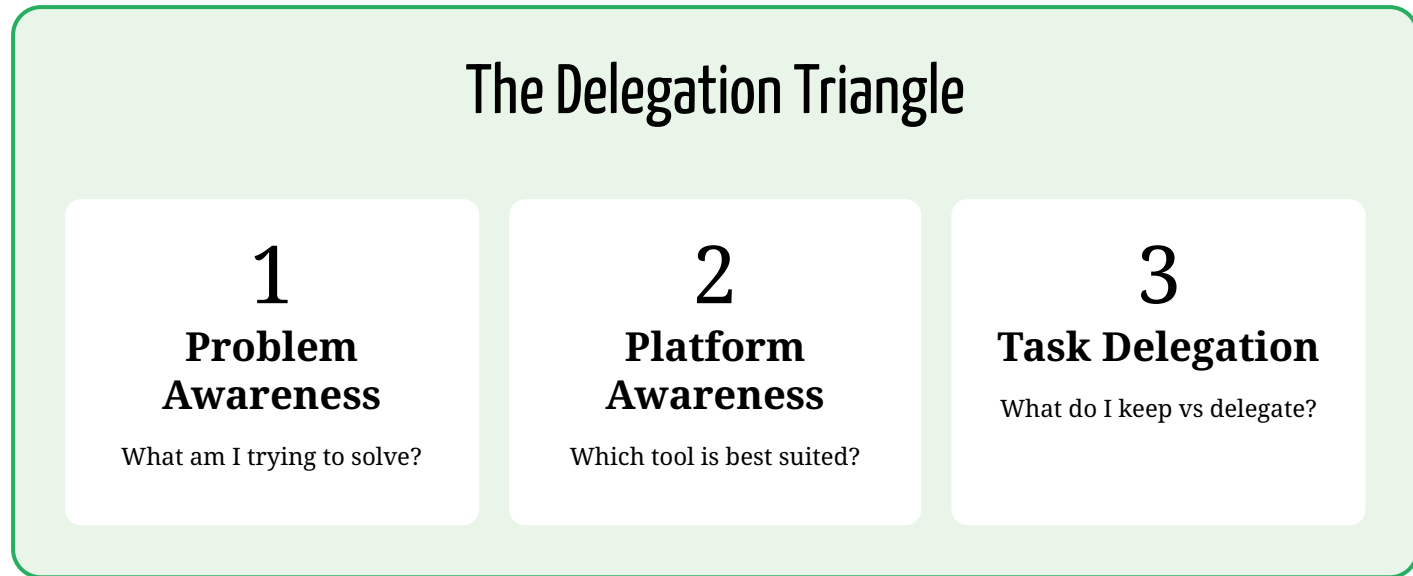 The Delegation Triangle
1
Problem
Awareness
What am I trying to solve?
2
Platform
Awareness
Which tool is best suited?
3
Task Delegation
What do I keep vs delegate?